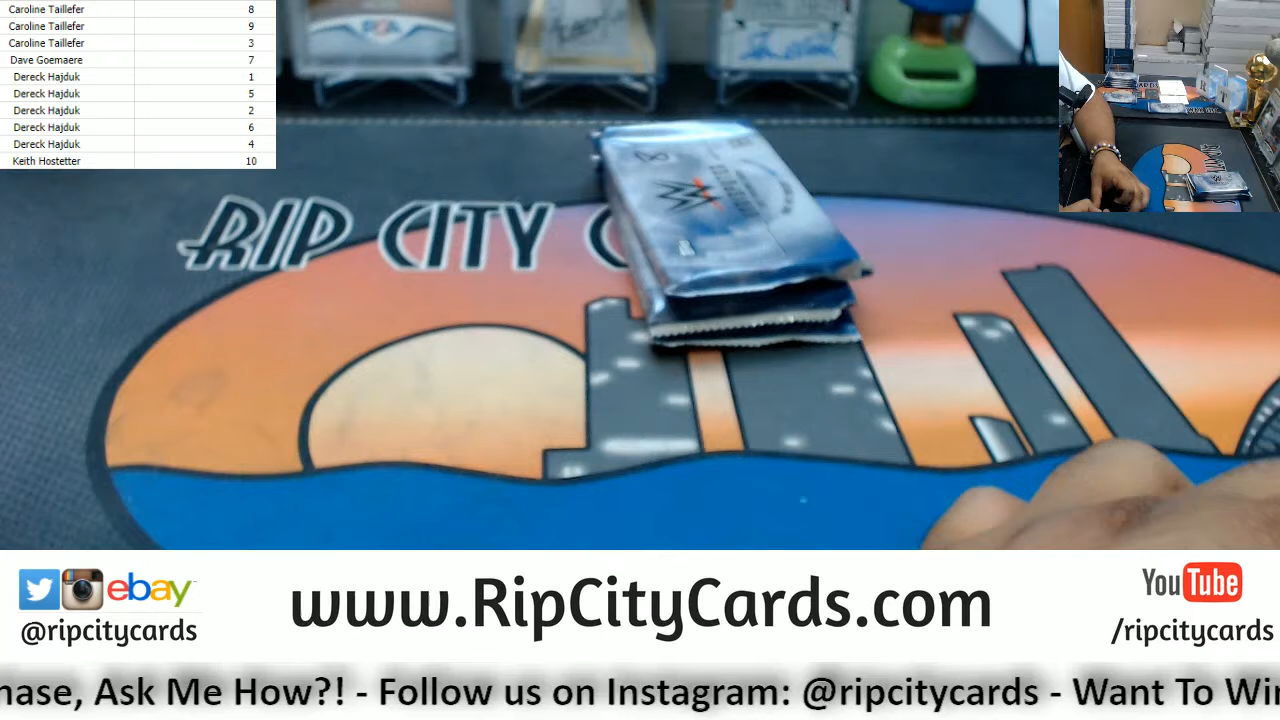 Caroline Taillefer 8
Caroline Taillefer 9
Caroline Taillefer 3
Dave Goemaere 7
Dereck Hajduk 1
Dereck Hajduk 5
Dereck Hajduk 2
Dereck Hajduk 6
Dereck Hajduk 4
Keith Hostetter 10
RIP CITY C
ebay
@ripcitycards
www.RipCityCards.com
YouTube
/ripcitycards
hase, Ask Me How?! - Follow us on Instagram: @ripcitycards - Want To Win